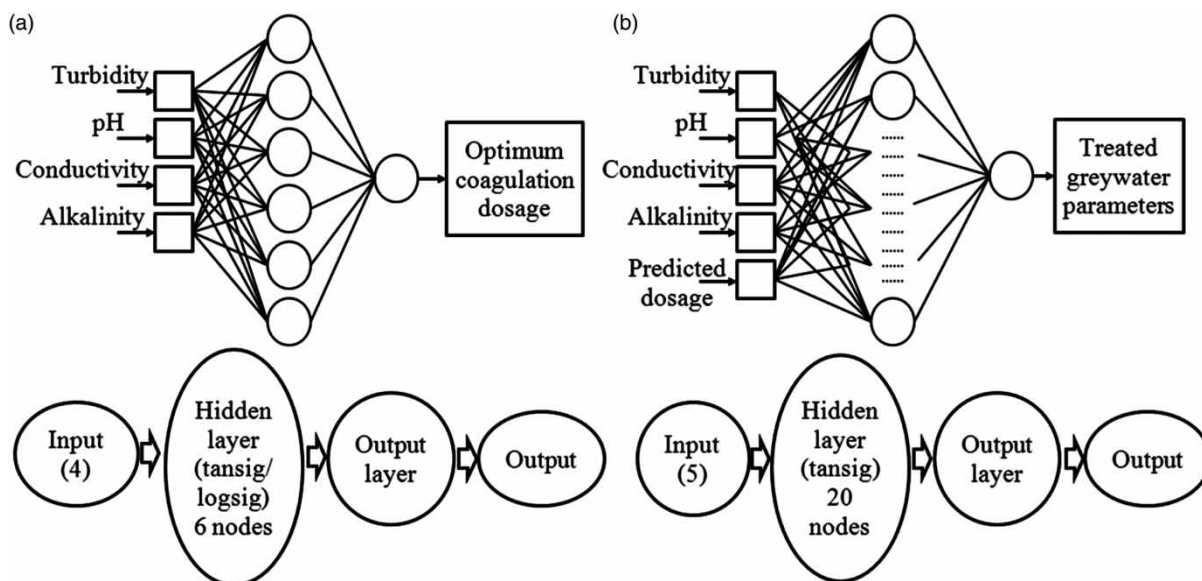 (a)
Turbidity
pH
Conductivity
Alkalinity
Optimum
coagulation
dosage
Input
(4)
Hidden
layer
(tansig/
logsig)
6 nodes
Output
layer
Output
(b)
Turbidity
pH
Conductivity
Alkalinity
Predicted
dosage
Treated
greywater
parameters
Input
(5)
Hidden
layer
(tansig)
20
nodes
Output
layer
Output